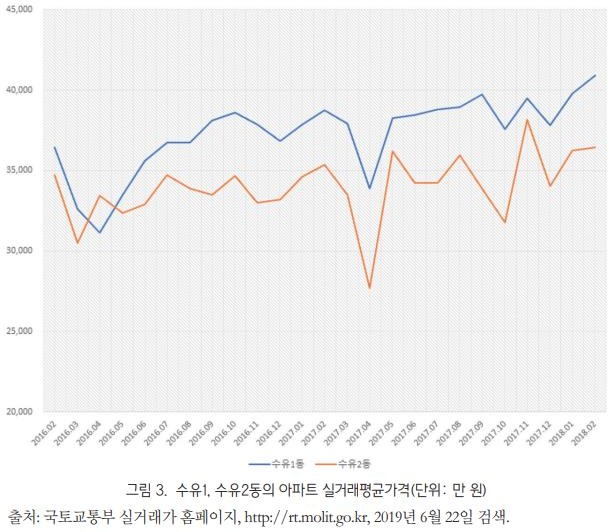 45,000
40,000
35,000
30,000
25,000
20,000
2016.02 2016.03 2016.04 2016.05 2016.06 2016.07 2016.08 2016.09 2016.10 2016.11 2016.12 2017.01 2017.02 2017.03 2017.04 2017.05 2017.06 2017.07 2017.08 2017.09 2017.10 2017.11 2017.12 2018.01 2018.02
수유1동 수유2동
그림 3. 수유1, 수유2동의 아파트 실거래평균가격(단위: 만 원)
출처: 국토교통부 실거래가 홈페이지, http://rt.molit.go.kr, 2019년 6월 22일 검색.